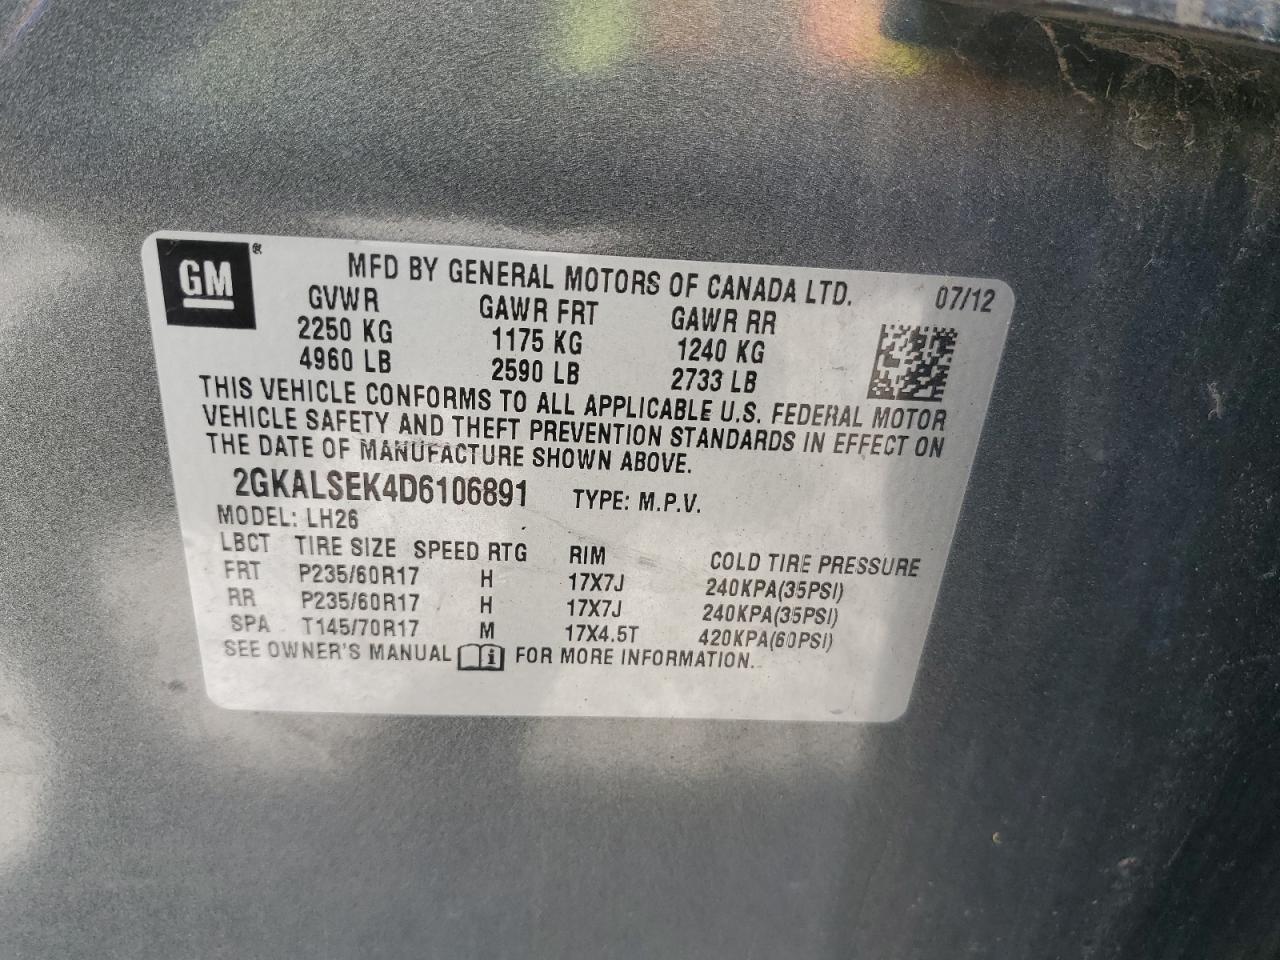 GM®
MFD BY GENERAL MOTORS OF CANADA LTD. 07/12
GVWR GAWR FRT GAWR RR
2250 KG 1175 KG 1240 KG
4960 LB 2590 LB 2733 LB
THIS VEHICLE CONFORMS TO ALL APPLICABLE U.S. FEDERAL MOTOR
VEHICLE SAFETY AND THEFT PREVENTION STANDARDS IN EFFECT ON
THE DATE OF MANUFACTURE SHOWN ABOVE.
2GKALSEK4D6106891 TYPE: M.P.V.
MODEL: LH26
LBCT TIRE SIZE SPEED RTG RIM COLD TIRE PRESSURE
FRT P235/60R17 H 17X7J 240KPA(35PSI)
RR P235/60R17 H 17X7J 240KPA(35PSI)
SPA T145/70R17 M 17X4.5T 420KPA(60PSI)
SEE OWNER'S MANUAL i FOR MORE INFORMATION.